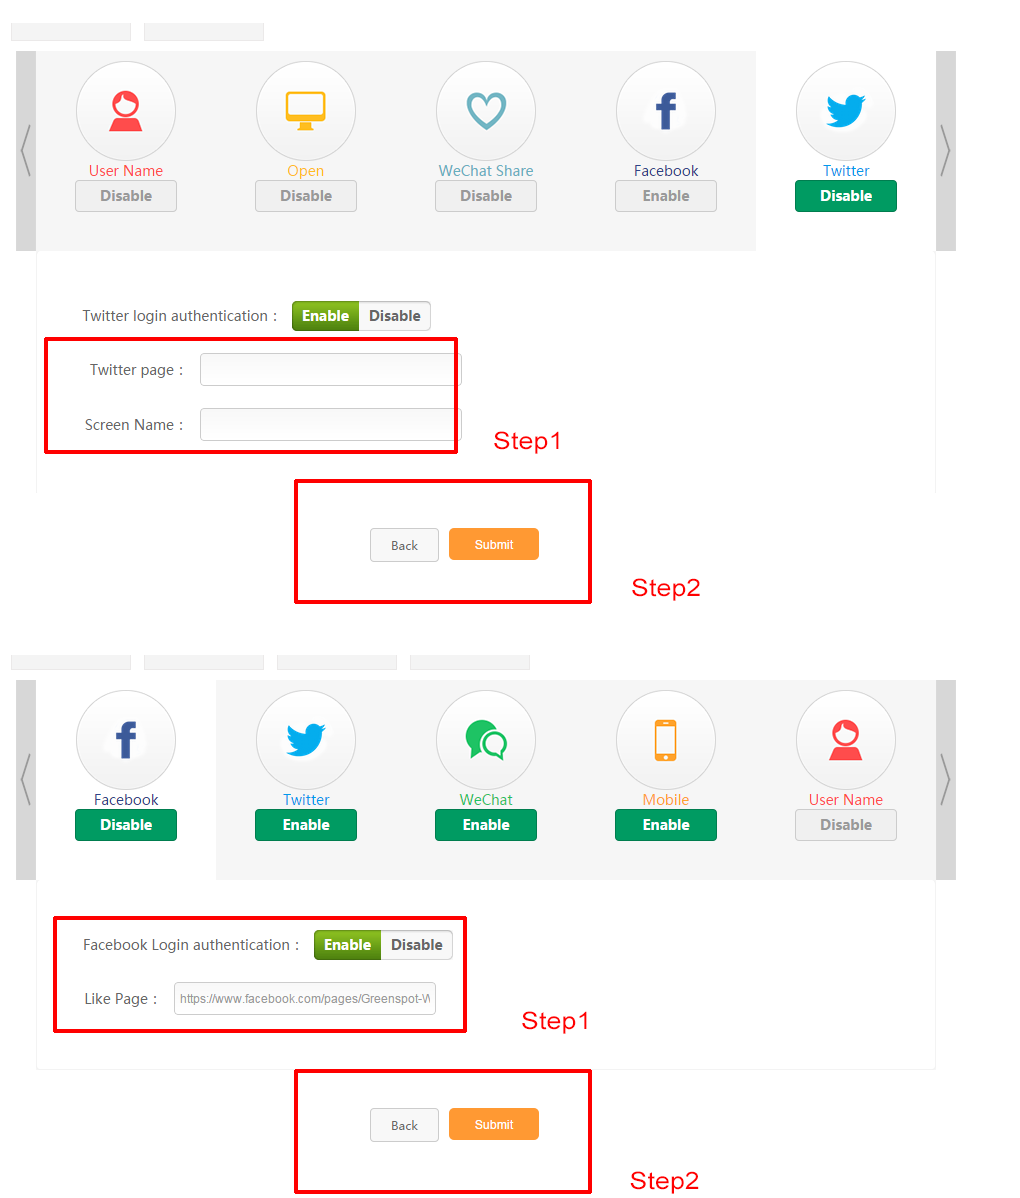 User Name Open WeChat Share Facebook Twitter
Disable Disable Disable Enable Disable
Twitter login authentication : Enable Disable
Twitter page :
Screen Name :
Step1
Back Submit
Step2
Facebook Twitter WeChat Mobile User Name
Disable Enable Enable Enable Disable
Facebook Login authentication : Enable Disable
Like Page : https://www.facebook.com/pages/Greenspot-W
Step1
Back Submit
Step2